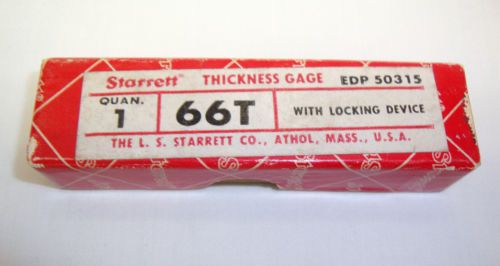 Starrett THICKNESS GAGE EDP 50315
QUAN. 1 66T WITH LOCKING DEVICE
THE L. S. STARRETT CO., ATHOL, MASS., U.S.A.